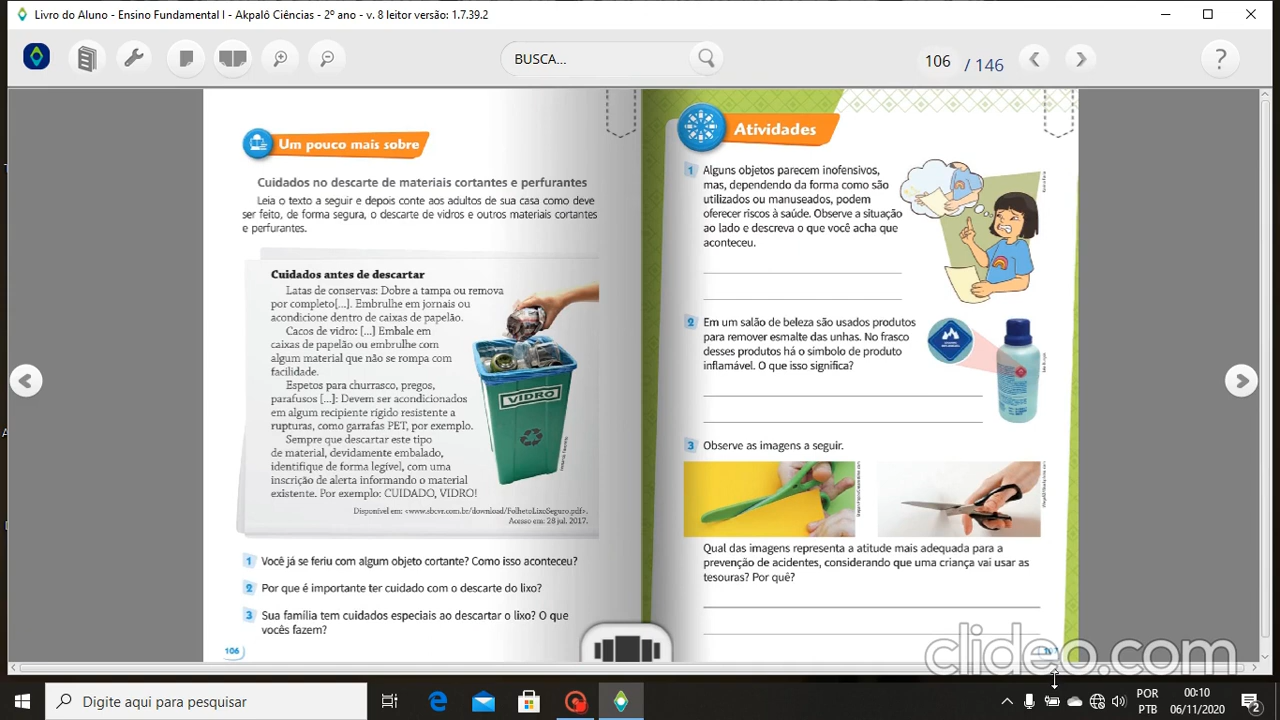 Livro do Aluno - Ensino Fundamental I - Akpalô Ciências - 2º ano - v. 8 leitor versão: 1.7.39.2
BUSCA...
106 / 146
?
Um pouco mais sobre
Cuidados no descarte de materiais cortantes e perfurantes
Leia o texto a seguir e depois conte aos adultos de sua casa como deve
ser feito, de forma segura, o descarte de vidros e outros materiais cortantes
e perfurantes.
Cuidados antes de descartar
Latas de conservas: Dobre a tampa ou remova
por completo[...]. Embrulhe em jornais ou
acondicione dentro de caixas de papelão.
Cacos de vidro: [...] Embale em
caixas de papelão ou embrulhe com
algum material que não se rompa com
facilidade.
Espetos para churrasco, pregos,
parafusos [...]: Devem ser acondicionados
em algum recipiente rígido resistente a
rupturas, como garrafas PET, por exemplo.
Sempre que descartar este tipo
de material, devidamente embalado,
identifique de forma legível, com uma
inscrição de alerta informando o material
existente. Por exemplo: CUIDADO, VIDRO!
VIDRO
Disponível em: <www.sbcvr.com.br/download/FolhetoLixoSeguro.pdf>.
Acesso em: 28 jul. 2017.
1 Você já se feriu com algum objeto cortante? Como isso aconteceu?
2 Por que é importante ter cuidado com o descarte do lixo?
3 Sua família tem cuidados especiais ao descartar o lixo? O que
vocês fazem?
106
Atividades
1 Alguns objetos parecem inofensivos,
mas, dependendo da forma como são
utilizados ou manuseados, podem
oferecer riscos à saúde. Observe a situação
ao lado e descreva o que você acha que
aconteceu.
2 Em um salão de beleza são usados produtos
para remover esmalte das unhas. No frasco
desses produtos há o símbolo de produto
inflamável. O que isso significa?
3 Observe as imagens a seguir.
Qual das imagens representa a atitude mais adequada para a
prevenção de acidentes, considerando que uma criança vai usar as
tesouras? Por quê?
107
clideo.com
Digite aqui para pesquisar
POR
PTB
00:10
06/11/2020
2